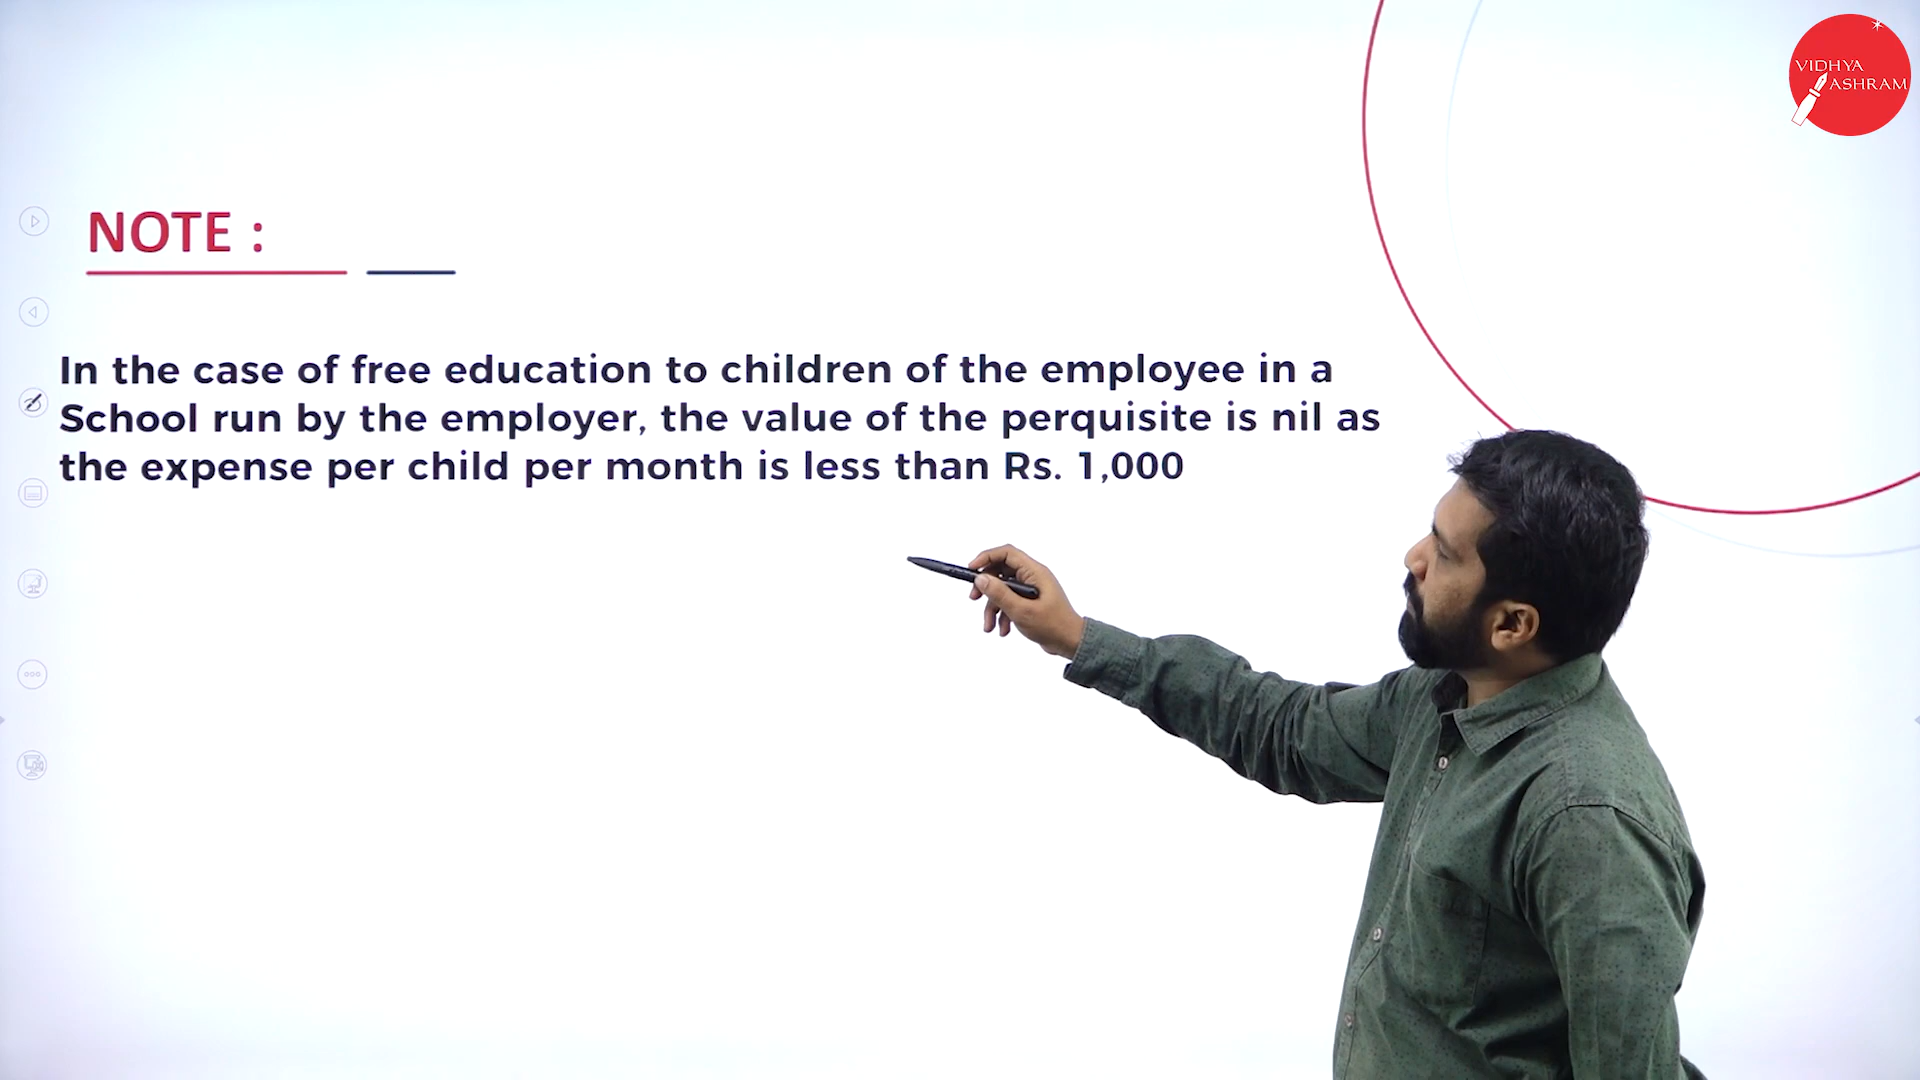 VIDHYA
ASHRAM
NOTE :
In the case of free education to children of the employee in a
School run by the employer, the value of the perquisite is nil as
the expense per child per month is less than Rs. 1,000